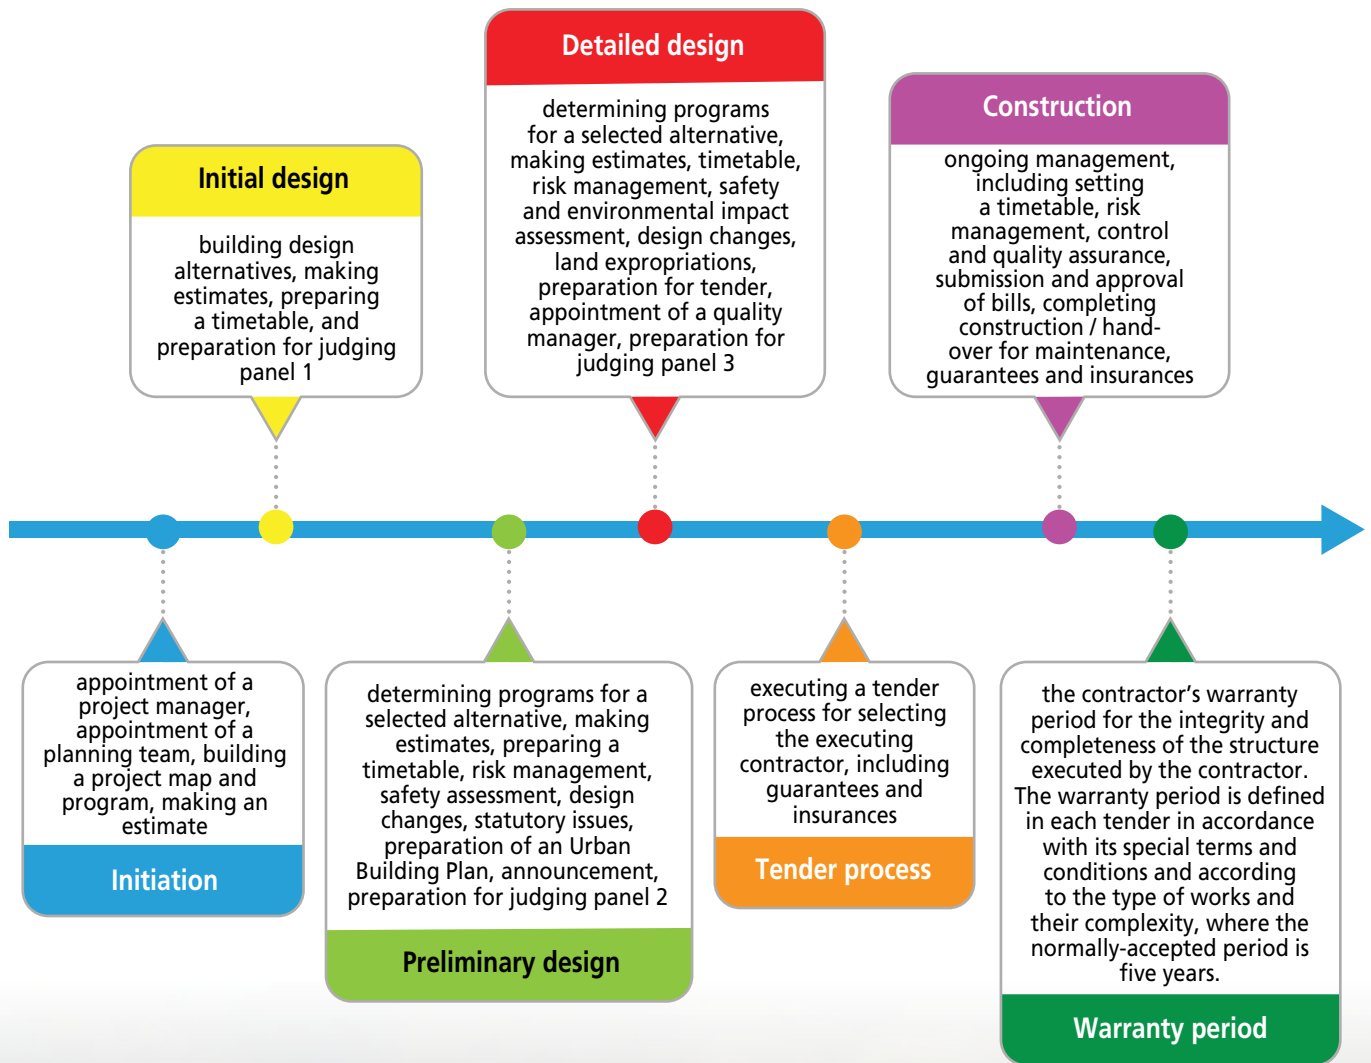 Detailed design
determining programs
for a selected alternative,
making estimates, timetable,
risk management, safety
and environmental impact
assessment, design changes,
land expropriations,
preparation for tender,
appointment of a quality
manager, preparation for
judging panel 3
Construction
ongoing management,
including setting
a timetable, risk
management, control
and quality assurance,
submission and approval
of bills, completing
construction / hand-
over for maintenance,
guarantees and insurances
Initial design
building design
alternatives, making
estimates, preparing
a timetable, and
preparation for judging
panel 1
appointment of a
project manager,
appointment of a
planning team, building
a project map and
program, making an
estimate
Initiation
determining programs for a
selected alternative, making
estimates, preparing a
timetable, risk management,
safety assessment, design
changes, statutory issues,
preparation of an Urban
Building Plan, announcement,
preparation for judging panel 2
Preliminary design
executing a tender
process for selecting
the executing
contractor, including
guarantees and
insurances
Tender process
the contractor’s warranty
period for the integrity and
completeness of the structure
executed by the contractor.
The warranty period is defined
in each tender in accordance
with its special terms and
conditions and according
to the type of works and
their complexity, where the
normally-accepted period is
five years.
Warranty period